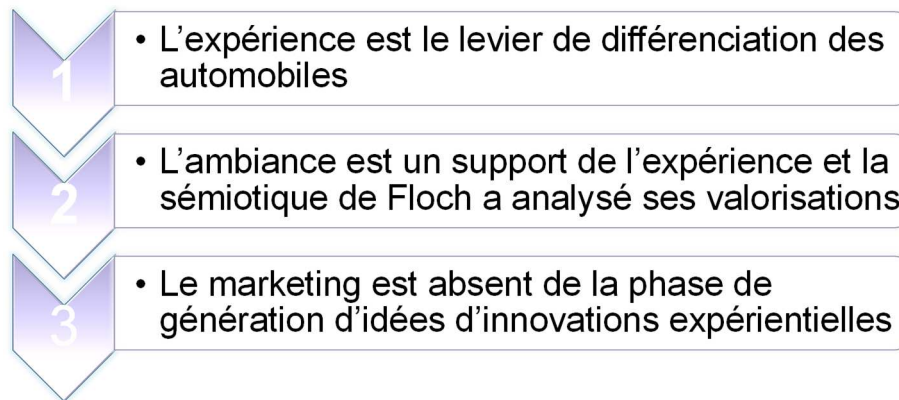 1
• L’expérience est le levier de différenciation des
automobiles
2
• L’ambiance est un support de l’expérience et la
sémiotique de Floch a analysé ses valorisations
3
• Le marketing est absent de la phase de
génération d’idées d’innovations expérientielles